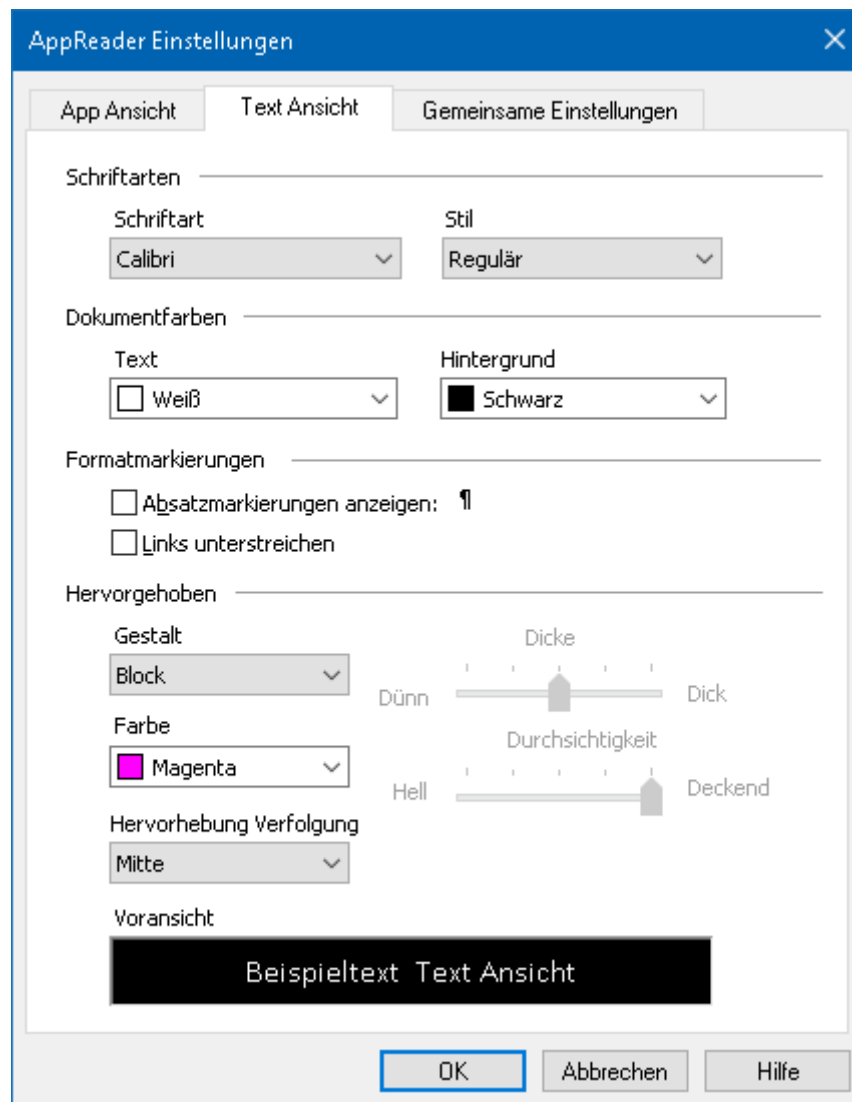 AppReader Einstellungen
App Ansicht Text Ansicht Gemeinsame Einstellungen
Schriftarten
Schriftart Stil
Calibri Regulär
Dokumentfarben
Text Hintergrund
Weiß Schwarz
Formatmarkierungen
Absatzmarkierungen anzeigen: ¶
Links unterstreichen
Hervorgehoben
Gestalt Dicke
Block
Dünn Dick
Farbe Durchsichtigkeit
Magenta
Hell Deckend
Hervorhebung Verfolgung
Mitte
Voransicht
Beispieltext Text Ansicht
OK Abbrechen Hilfe